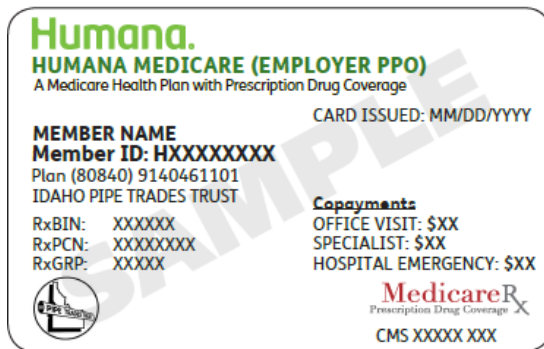 Humana.
HUMANA MEDICARE (EMPLOYER PPO)
A Medicare Health Plan with Prescription Drug Coverage
CARD ISSUED: MM/DD/YYYY
MEMBER NAME
Member ID: HXXXXXXXX
Plan (80840) 9140461101
IDAHO PIPE TRADES TRUST
RxBIN: XXXXXX
RxPCN: XXXXXXXX
RxGRP: XXXXX
Copayments
OFFICE VISIT: $XX
SPECIALIST: $XX
HOSPITAL EMERGENCY: $XX
PIPE TRADES
MedicareRx
Prescription Drug Coverage
CMS XXXXX XXX
SAMPLE